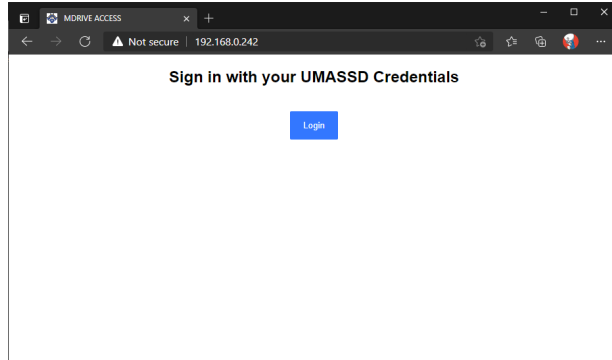 MDRIVE ACCESS
Not secure | 192.168.0.242
Sign in with your UMASSD Credentials
Login